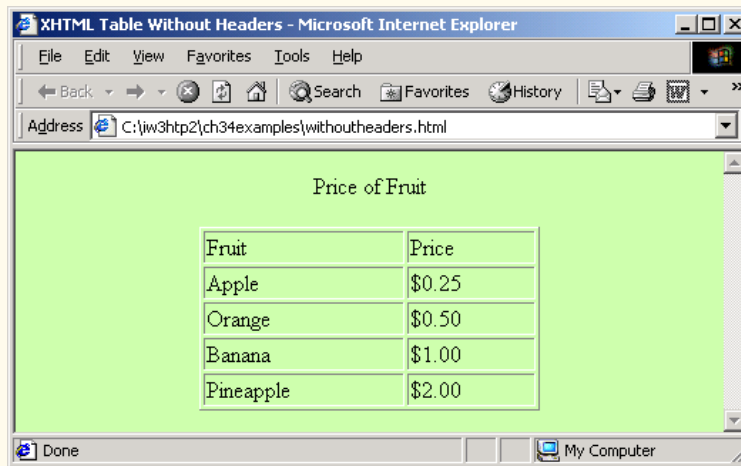 XHTML Table Without Headers - Microsoft Internet Explorer
File Edit View Favorites Tools Help
Back Search Favorites History
Address C:\iw3htp2\ch34examples\withoutheaders.html
Price of Fruit
Fruit Price
Apple $0.25
Orange $0.50
Banana $1.00
Pineapple $2.00
Done My Computer